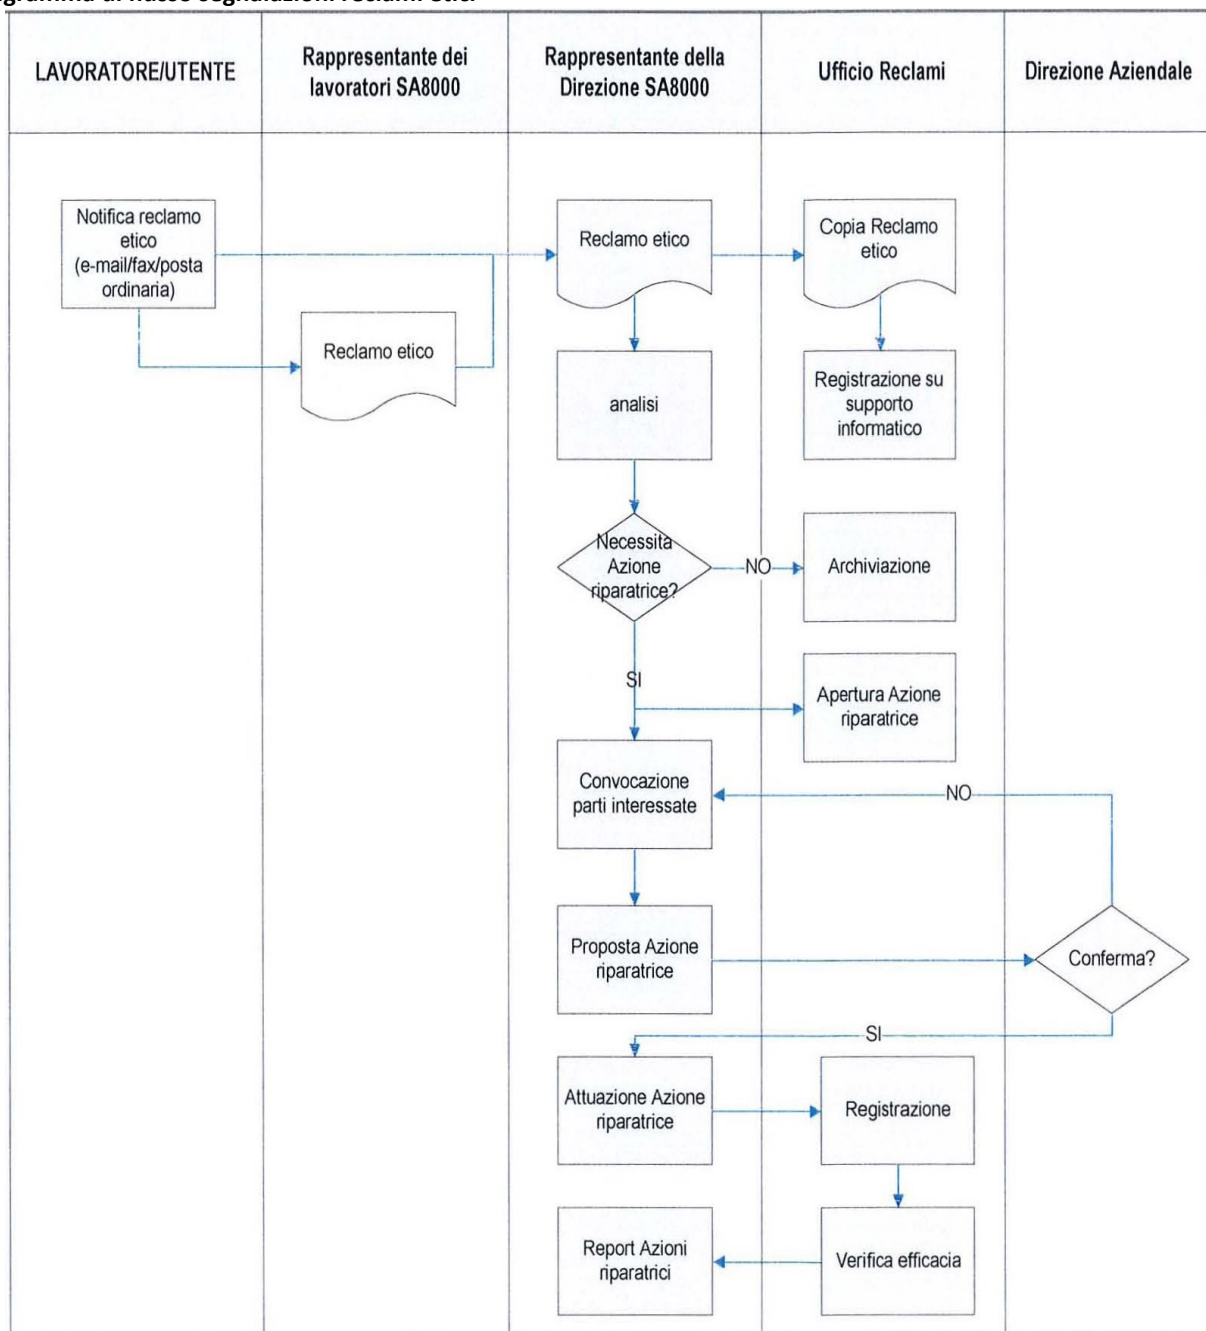 LAVORATORE/UTENTE
Rappresentante dei
lavoratori SA8000
Rappresentante della
Direzione SA8000
Ufficio Reclami
Direzione Aziendale
Notifica reclamo
etico
(e-mail/fax/posta
ordinaria)
Reclamo etico
Reclamo etico
Copia Reclamo
etico
analisi
Registrazione su
supporto
informatico
Necessita
Azione
riparatrice?
NO
Archiviazione
SI
Apertura Azione
riparatrice
Convocazione
parti interessate
NO
Proposta Azione
riparatrice
Conferma?
SI
Attuazione Azione
riparatrice
Registrazione
Report Azioni
riparatrici
Verifica efficacia